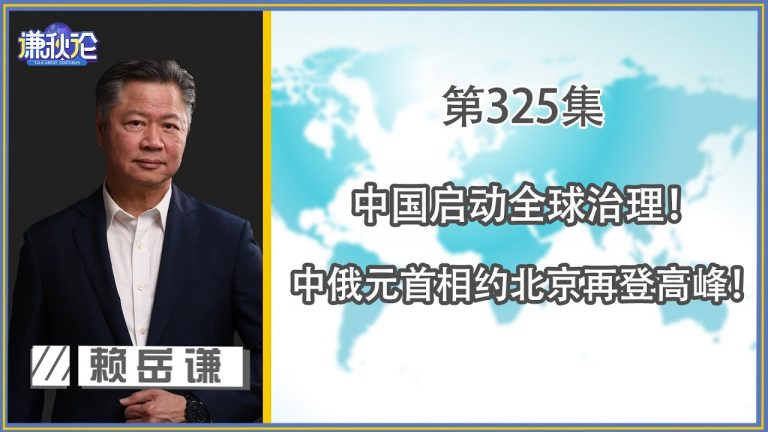 谦秋论
TALK ABOUT CENTURIES
第325集
中国启动全球治理！
中俄元首相约北京再登高峰！
赖岳谦